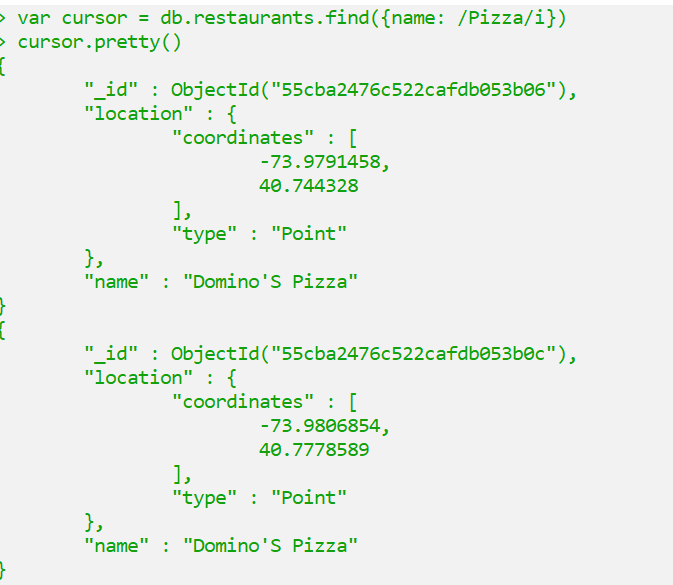 > var cursor = db.restaurants.find({name: /Pizza/i})
> cursor.pretty()
{
        "_id" : ObjectId("55cba2476c522cafdb053b06"),
        "location" : {
                "coordinates" : [
                        -73.9791458,
                        40.744328
                ],
                "type" : "Point"
        },
        "name" : "Domino'S Pizza"
}
{
        "_id" : ObjectId("55cba2476c522cafdb053b0c"),
        "location" : {
                "coordinates" : [
                        -73.9806854,
                        40.7778589
                ],
                "type" : "Point"
        },
        "name" : "Domino'S Pizza"
}